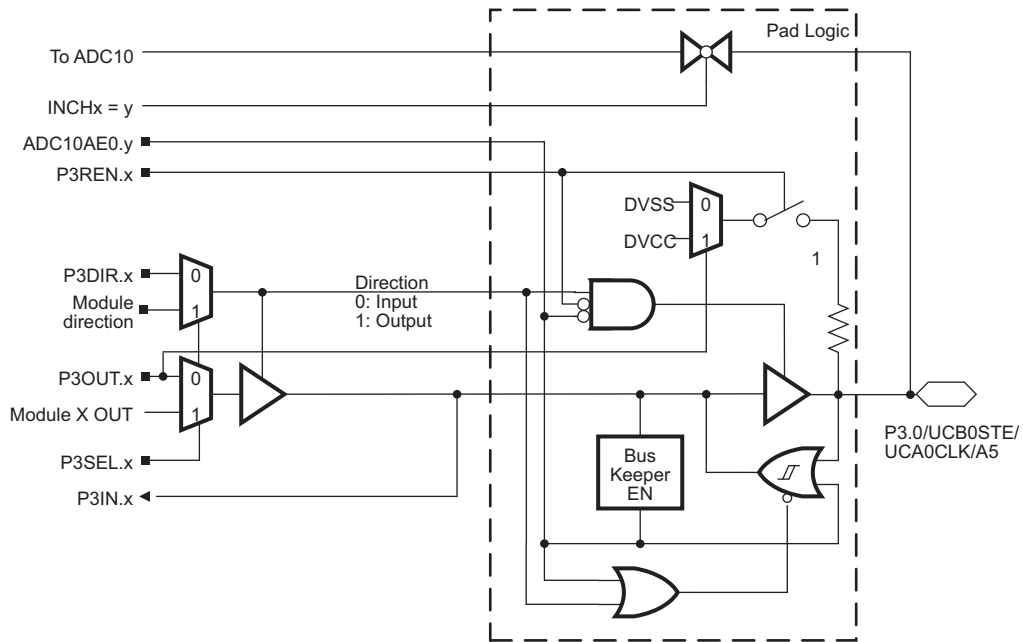 Pad Logic
To ADC10
INCHx = y
ADC10AE0.y
P3REN.x
DVSS
0
DVCC
1
1
P3DIR.x
0
Module
direction
1
Direction
0: Input
1: Output
P3OUT.x
0
Module X OUT
1
P3SEL.x
P3IN.x
Bus
Keeper
EN
P3.0/UCB0STE/
UCA0CLK/A5